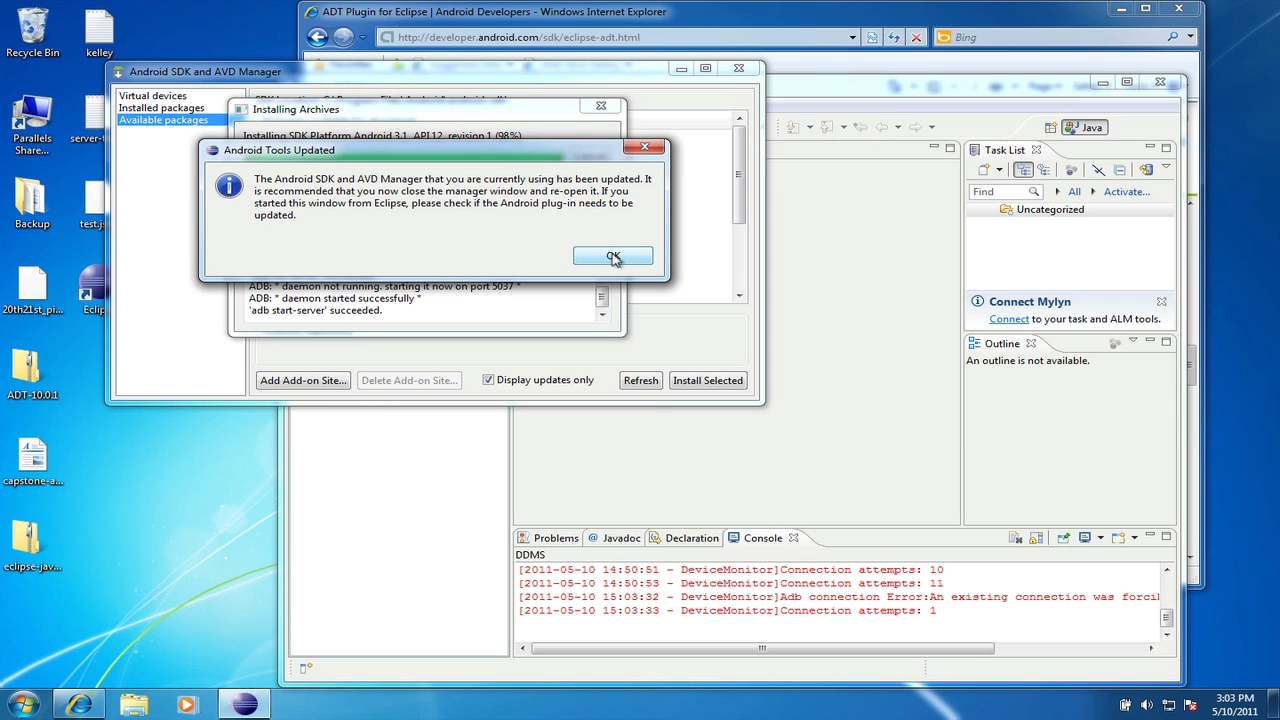 Recycle Bin
kelley
Parallels
Share...
server-t
Backup
test.js
20th21st_pi...
Eclip
ADT-10.0.1
capstone-a...
eclipse-jav...
ADT Plugin for Eclipse | Android Developers - Windows Internet Explorer
http://developer.android.com/sdk/eclipse-adt.html
Bing
Android SDK and AVD Manager
Virtual devices
Installed packages
Available packages
Installing Archives
Installing SDK Platform Android 3.1, API 12, revision 1 (98%)
Android Tools Updated
The Android SDK and AVD Manager that you are currently using has been updated. It
is recommended that you now close the manager window and re-open it. If you
started this window from Eclipse, please check if the Android plug-in needs to be
updated.
OK
ADB: * daemon not running. starting it now on port 5037 *
ADB: * daemon started successfully *
'adb start-server' succeeded.
Add Add-on Site...
Delete Add-on Site...
Display updates only
Refresh
Install Selected
Java
Task List
Find
All
Activate...
Uncategorized
Connect Mylyn
Connect to your task and ALM tools.
Outline
An outline is not available.
Problems
Javadoc
Declaration
Console
DDMS
[2011-05-10 14:50:51 - DeviceMonitor]Connection attempts: 10
[2011-05-10 14:50:53 - DeviceMonitor]Connection attempts: 11
[2011-05-10 15:03:32 - DeviceMonitor]Adb connection Error:An existing connection was forcil
[2011-05-10 15:03:33 - DeviceMonitor]Connection attempts: 1
3:03 PM
5/10/2011